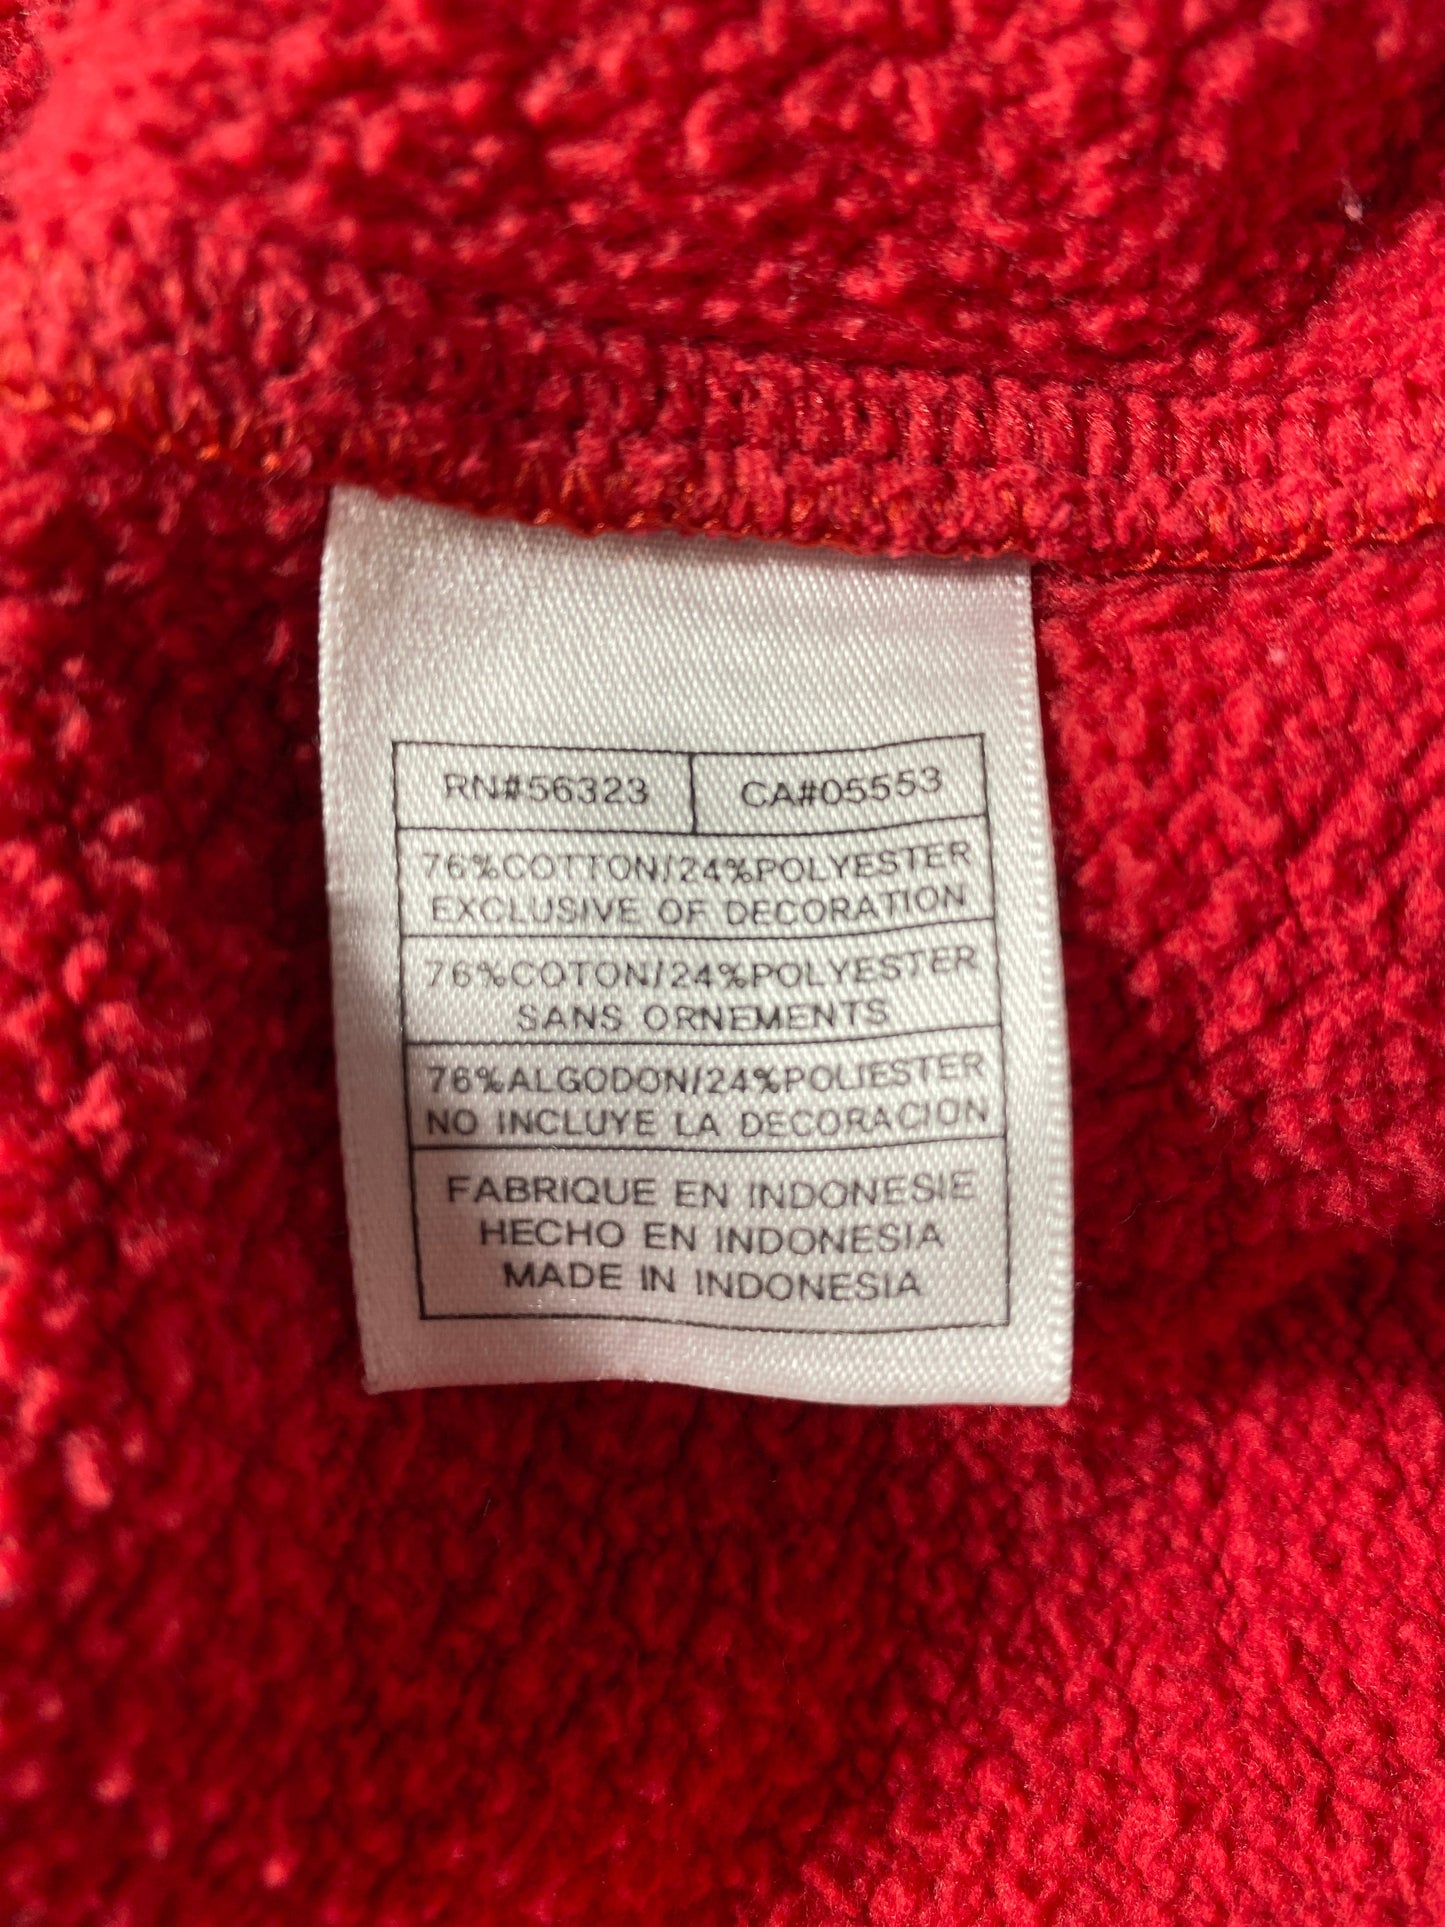 RN#56323 CA#05553
76%COTTON/24%POLYESTER
EXCLUSIVE OF DECORATION
76%COTON/24%POLYESTER
SANS ORNEMENTS
76%ALGODON/24%POLIESTER
NO INCLUYE LA DECORACION
FABRIQUE EN INDONESIE
HECHO EN INDONESIA
MADE IN INDONESIA